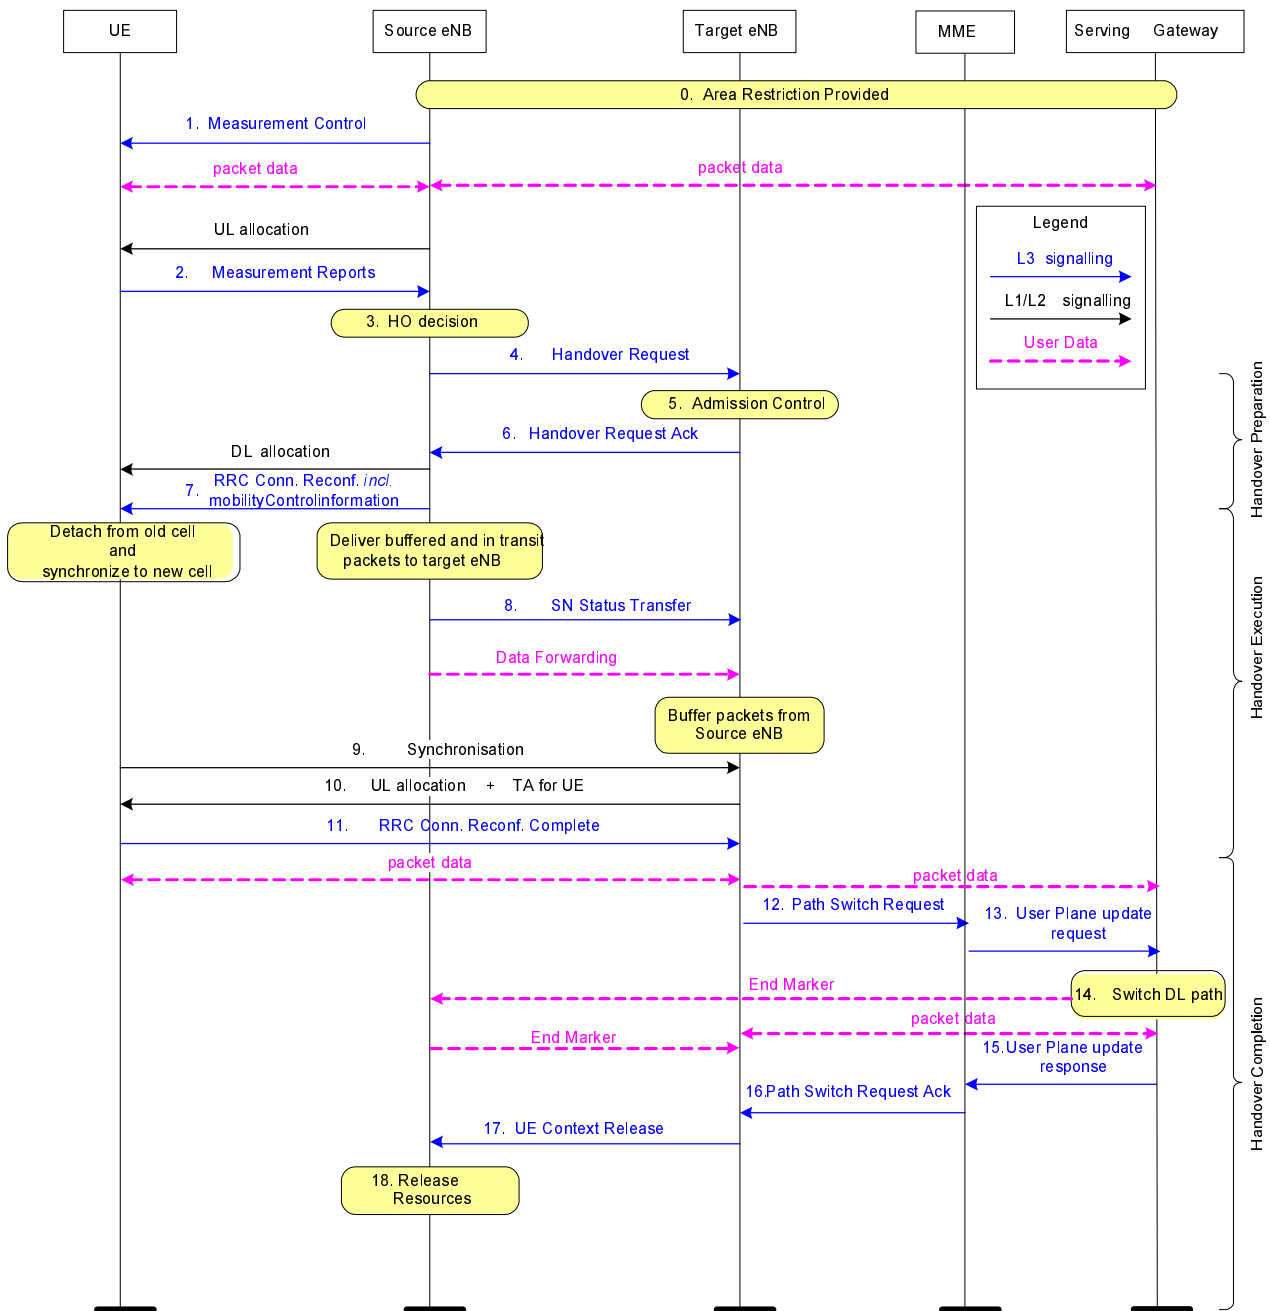 UE
Source eNB
Target eNB
MME
Serving Gateway
0. Area Restriction Provided
1. Measurement Control
packet data
packet data
UL allocation
Legend
L3 signalling
L1/L2 signalling
User Data
2. Measurement Reports
3. HO decision
4. Handover Request
5. Admission Control
6. Handover Request Ack
DL allocation
7. RRC Conn. Reconf. incl.
mobilityControlinformation
Handover Preparation
Detach from old cell
and
synchronize to new cell
Deliver buffered and in transit
packets to target eNB
8. SN Status Transfer
Data Forwarding
Buffer packets from
Source eNB
9. Synchronisation
10. UL allocation + TA for UE
11. RRC Conn. Reconf. Complete
Handover Execution
packet data
packet data
12. Path Switch Request
13. User Plane update
request
End Marker
14. Switch DL path
packet data
End Marker
15.User Plane update
response
16.Path Switch Request Ack
17. UE Context Release
18. Release
Resources
Handover Completion